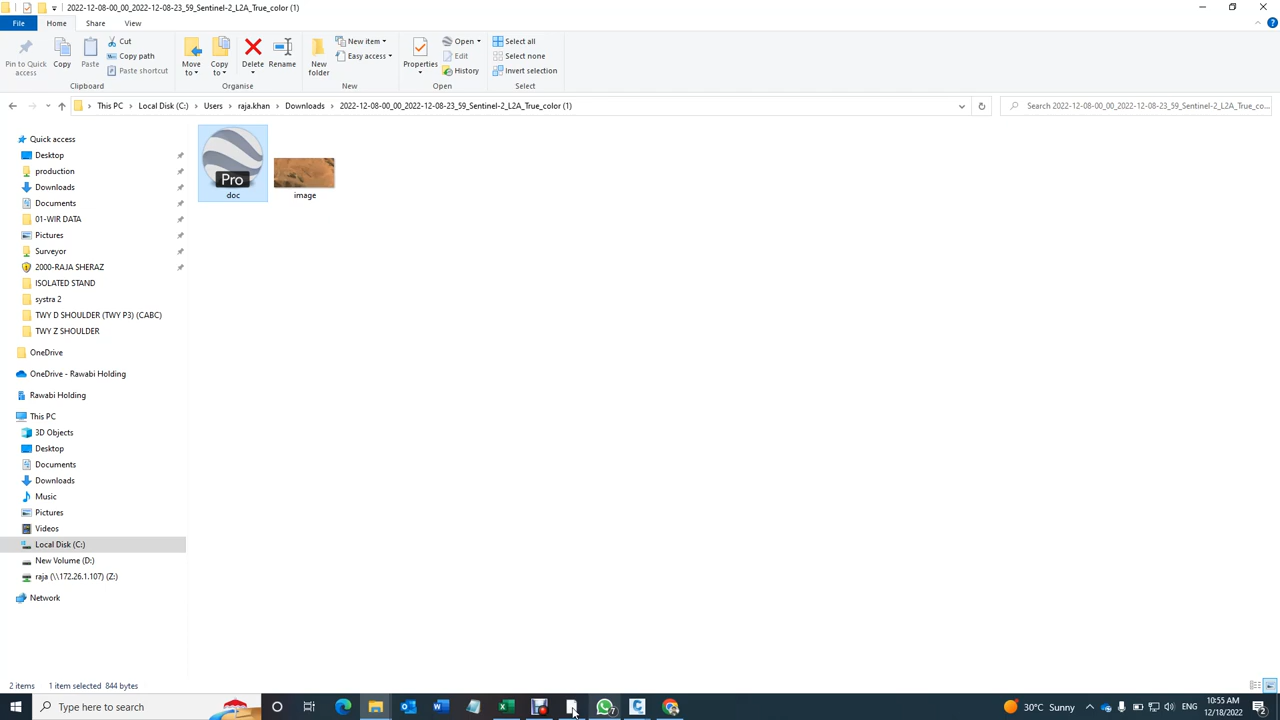 2022-12-08-00_00_2022-12-08-23_59_Sentinel-2_L2A_True_color (1)
File
Home
Share
View
Pin to Quick access
Copy
Paste
Cut
Copy path
Paste shortcut
Clipboard
Move to
Copy to
Delete
Rename
Organise
New folder
New item
Easy access
New
Properties
Open
Edit
History
Open
Select all
Select none
Invert selection
Select
This PC > Local Disk (C:) > Users > raja.khan > Downloads > 2022-12-08-00_00_2022-12-08-23_59_Sentinel-2_L2A_True_color (1)
Search 2022-12-08-00_00_2022-12-08-23_59_Sentinel-2_L2A_True_co...
Quick access
Desktop
production
Downloads
Documents
01-WIR DATA
Pictures
Surveyor
2000-RAJA SHERAZ
ISOLATED STAND
systra 2
TWY D SHOULDER (TWY P3) (CABC)
TWY Z SHOULDER
OneDrive
OneDrive - Rawabi Holding
Rawabi Holding
This PC
3D Objects
Desktop
Documents
Downloads
Music
Pictures
Videos
Local Disk (C:)
New Volume (D:)
raja (\\172.26.1.107) (Z:)
Network
Pro
doc
image
2 items
1 item selected 844 bytes
Type here to search
7
30°C Sunny
ENG
10:55 AM
12/18/2022
2